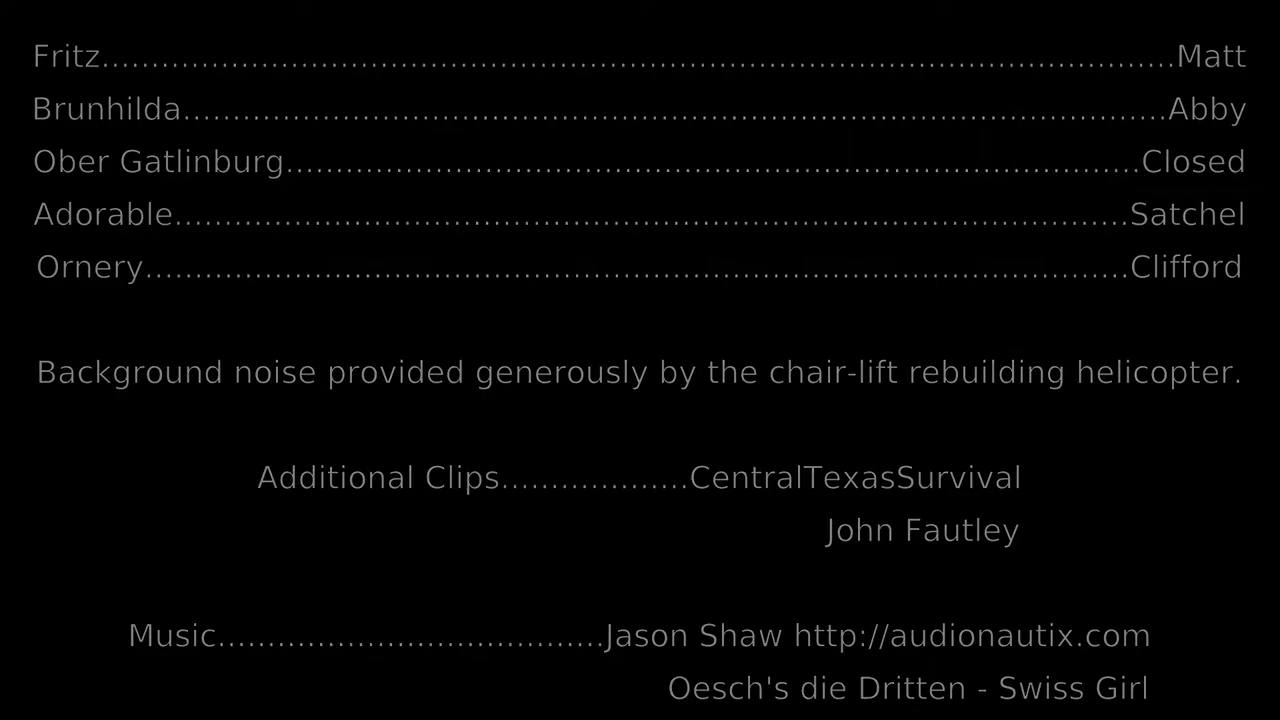 Fritz...........................................................................................................Matt
Brunhilda..................................................................................................Abby
Ober Gatlinburg.....................................................................................Closed
Adorable...............................................................................................Satchel
Ornery..................................................................................................Clifford
Background noise provided generously by the chair-lift rebuilding helicopter.
Additional Clips...................CentralTexasSurvival
John Fautley
Music.......................................Jason Shaw http://audionautix.com
Oesch's die Dritten - Swiss Girl